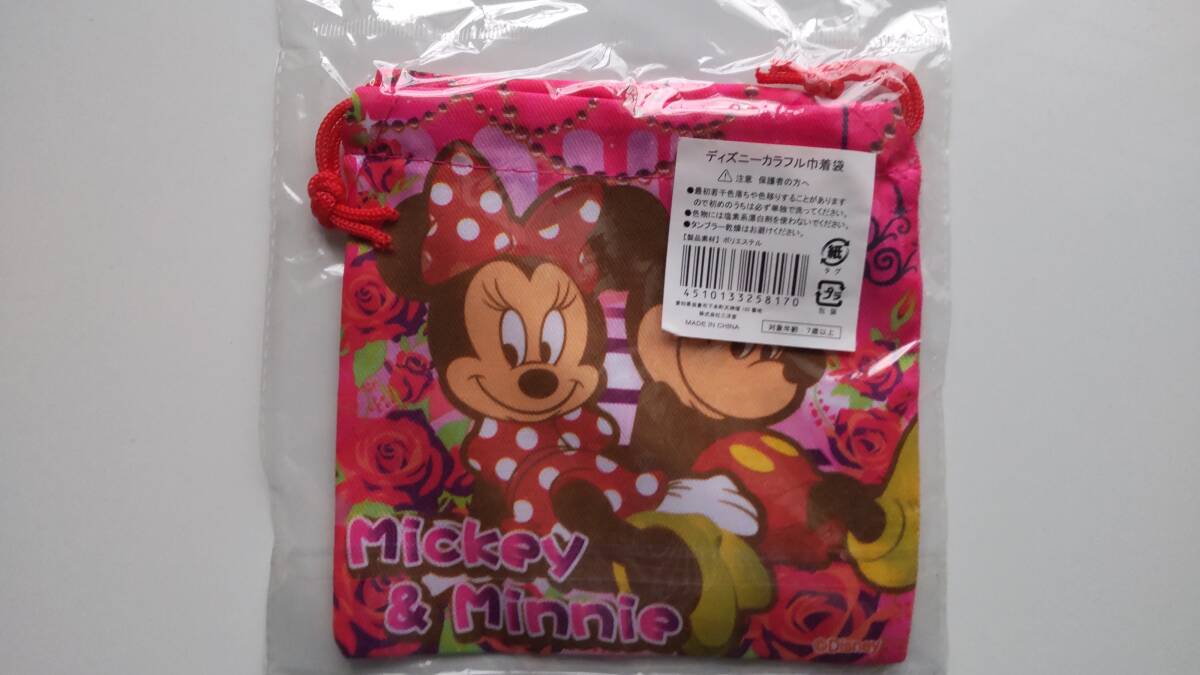 ディズニーカラフル巾着袋
⚠注意 保護者の方へ
●最初若干色落ちや色移りすることがあります
ので初めのうちは必ず単独で洗ってください。
●色物には塩素系漂白剤を使わないでください。
●タンブラー乾燥はお避けください。
【製品素材】ポリエステル
4510133258170
MADE IN CHINA
対象年齢 7歳以上
紙
タグ
プラ
包装
Mickey
& Minnie
©Disney